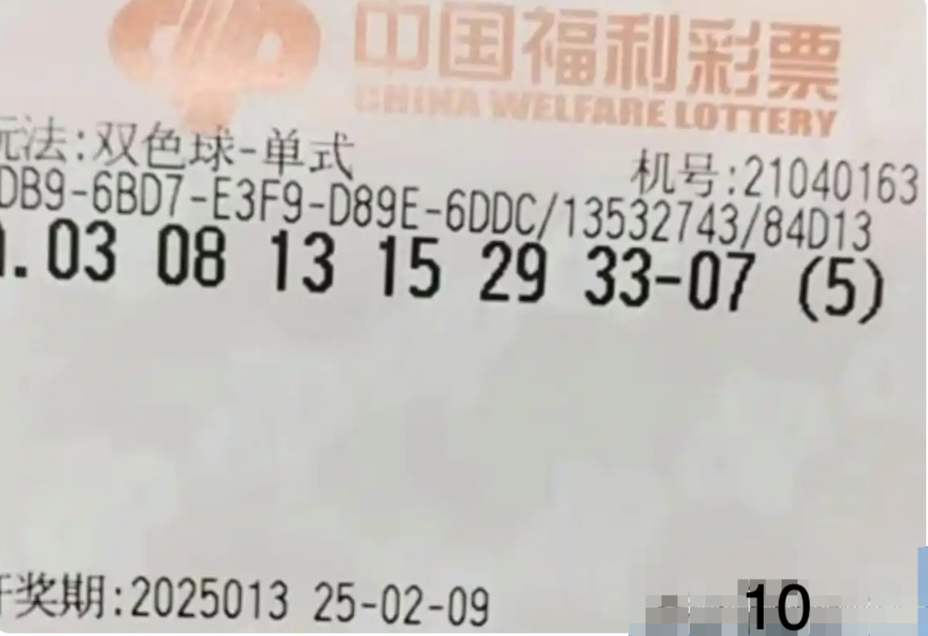 中国福利彩票
CHINA WELFARE LOTTERY
玩法:双色球-单式
机号:21040163
DB9-6BD7-E3F9-D89E-6DDC/13532743/84D13
.03 08 13 15 29 33-07 (5)
开奖期:2025013 25-02-09
10